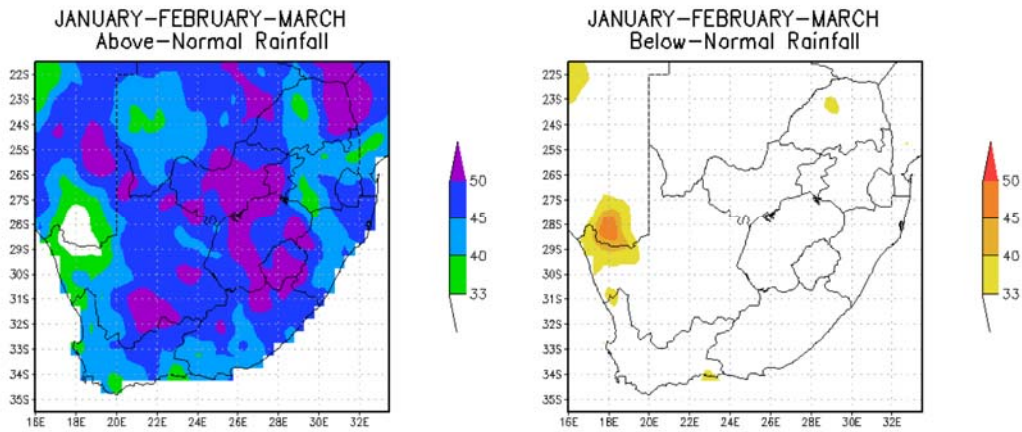 JANUARY-FEBRUARY-MARCH
Above-Normal Rainfall
22S
23S
24S
25S
26S
27S
28S
29S
30S
31S
32S
33S
34S
35S
16E
18E
20E
22E
24E
26E
28E
30E
32E
50
45
40
33
JANUARY-FEBRUARY-MARCH
Below-Normal Rainfall
22S
23S
24S
25S
26S
27S
28S
29S
30S
31S
32S
33S
34S
35S
16E
18E
20E
22E
24E
26E
28E
30E
32E
50
45
40
33